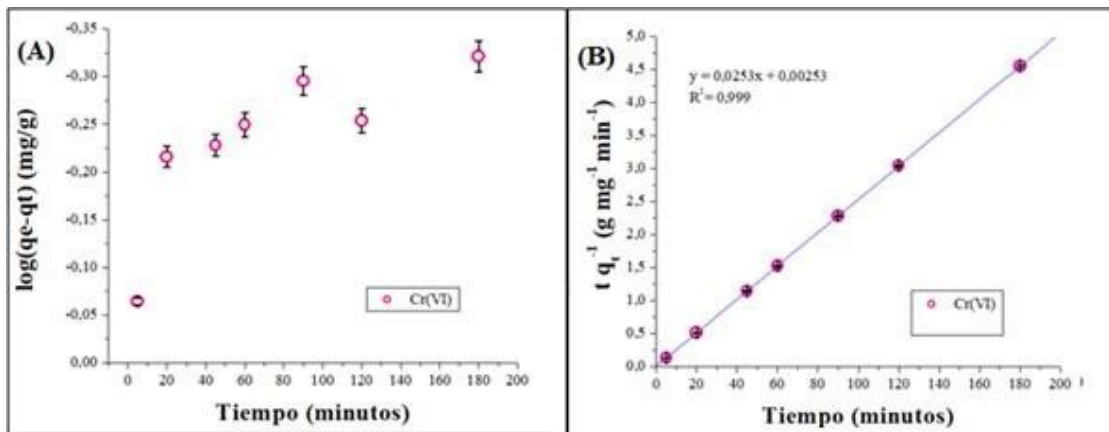 (A)
-0,35
-0,30
-0,25
-0,20
-0,15
-0,10
-0,05
0,00
log(qe-qt) (mg/g)
Cr(VI)
0 20 40 60 80 100 120 140 160 180 200
Tiempo (minutos)
(B)
5,0
4,5
4,0
3,5
3,0
2,5
2,0
1,5
1,0
0,5
0,0
t qt⁻¹ (g mg⁻¹ min⁻¹)
y = 0,0253x + 0,00253
R² = 0,999
Cr(VI)
0 20 40 60 80 100 120 140 160 180 200
Tiempo (minutos)